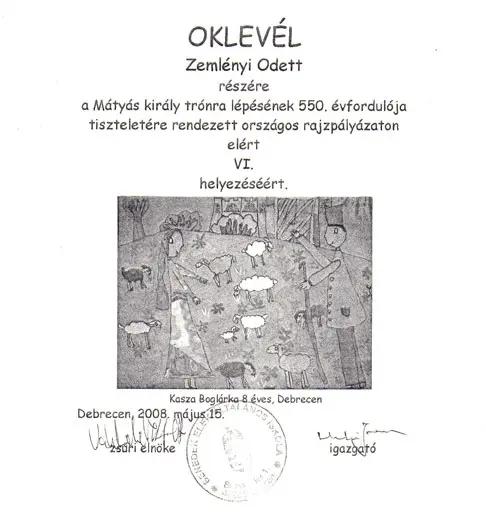 OKLEVÉL
Zemlényi Odett
részére
a Mátyás király trónra lépésének 550. évfordulója
tiszteletére rendezett országos rajzpályázaton
elért
VI.
helyezéséért.
Kasza Boglárka 8 éves, Debrecen
Debrecen, 2008. május 15.
zsűri elnöke
igazgató